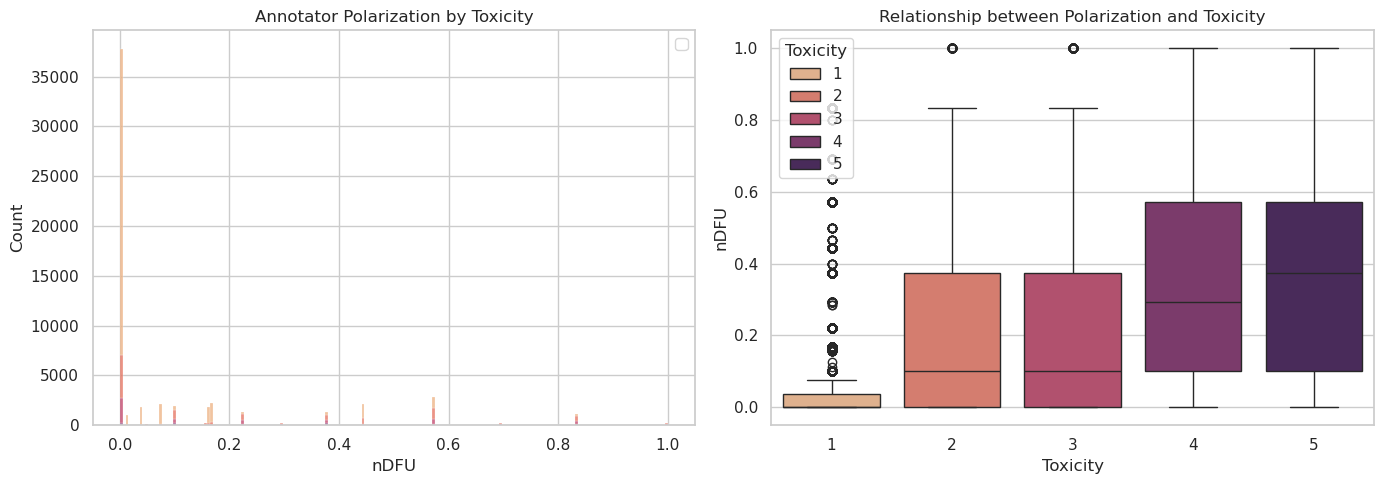 Annotator Polarization by Toxicity
35000
30000
25000
20000
15000
10000
5000
0
Count
0.0 0.2 0.4 0.6 0.8 1.0
nDFU
Relationship between Polarization and Toxicity
Toxicity
1
2
3
4
5
1.0
0.8
0.6
0.4
0.2
0.0
nDFU
1 2 3 4 5
Toxicity